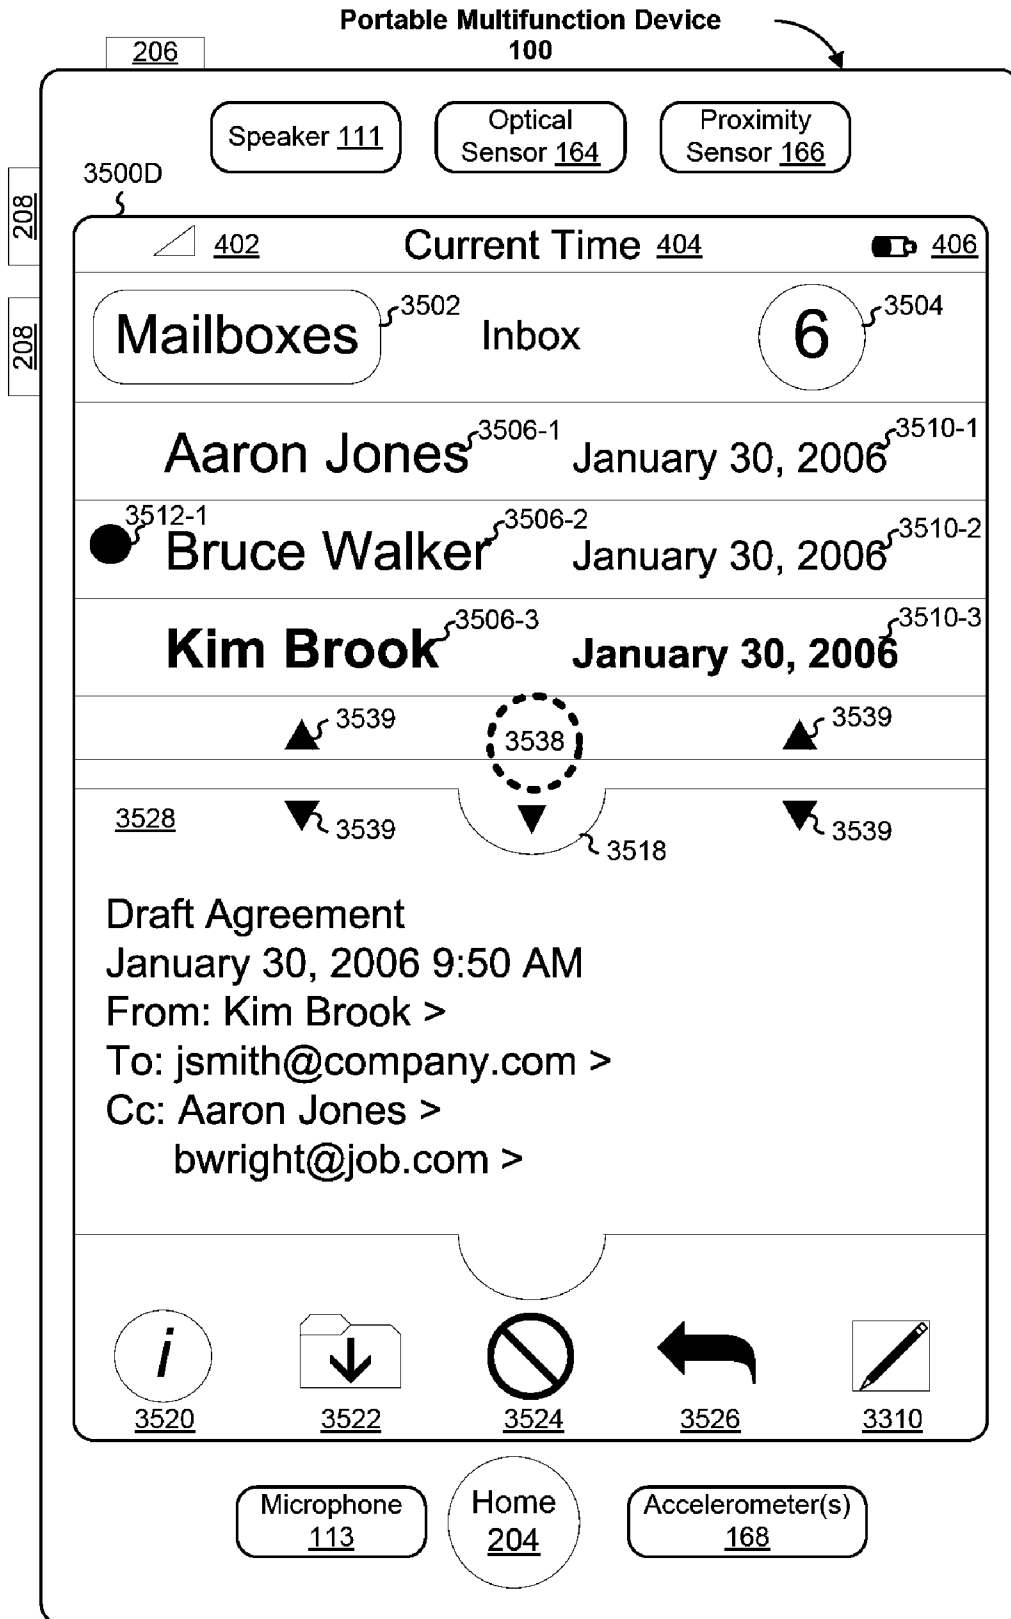 Portable Multifunction Device
100
206
Speaker 111
Optical
Sensor 164
Proximity
Sensor 166
3500D
208
208
402
Current Time 404
406
Mailboxes
3502
Inbox
6
3504
Aaron Jones
3506-1
January 30, 2006
3510-1
3512-1
Bruce Walker
3506-2
January 30, 2006
3510-2
Kim Brook
3506-3
January 30, 2006
3510-3
3539
3538
3539
3528
3539
3518
3539
Draft Agreement
January 30, 2006 9:50 AM
From: Kim Brook >
To: jsmith@company.com >
Cc: Aaron Jones >
bwright@job.com >
i
3520
3522
3524
3526
3310
Microphone
113
Home
204
Accelerometer(s)
168